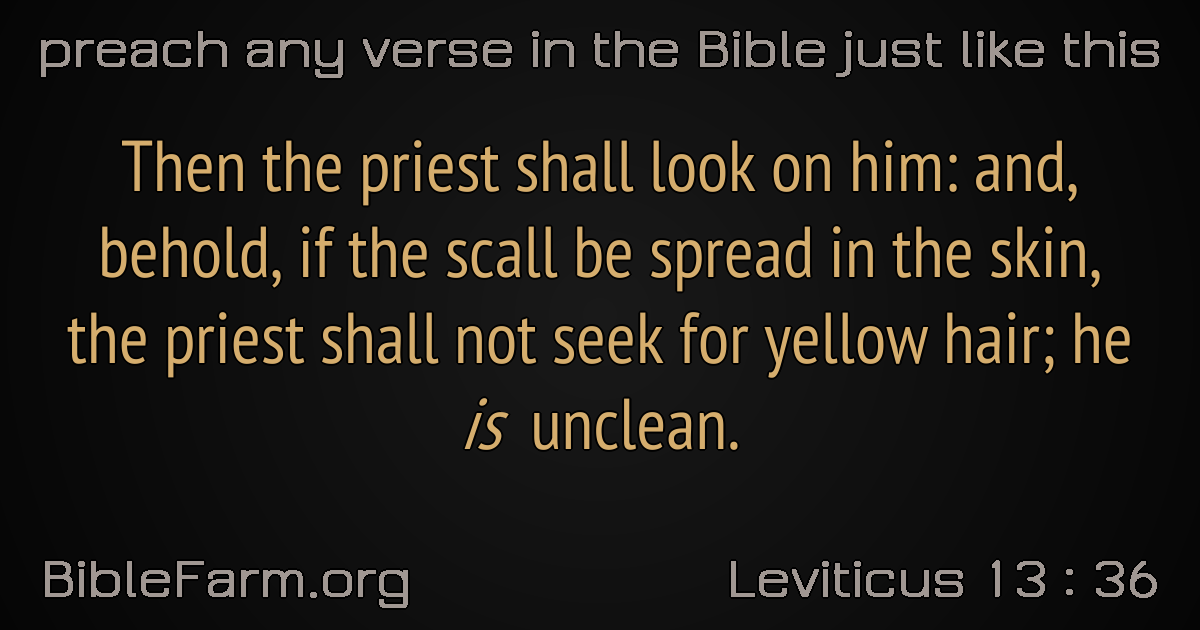 preach any verse in the Bible just like this
Then the priest shall look on him: and,
behold, if the scall be spread in the skin,
the priest shall not seek for yellow hair; he
is unclean.
BibleFarm.org
Leviticus 13 : 36